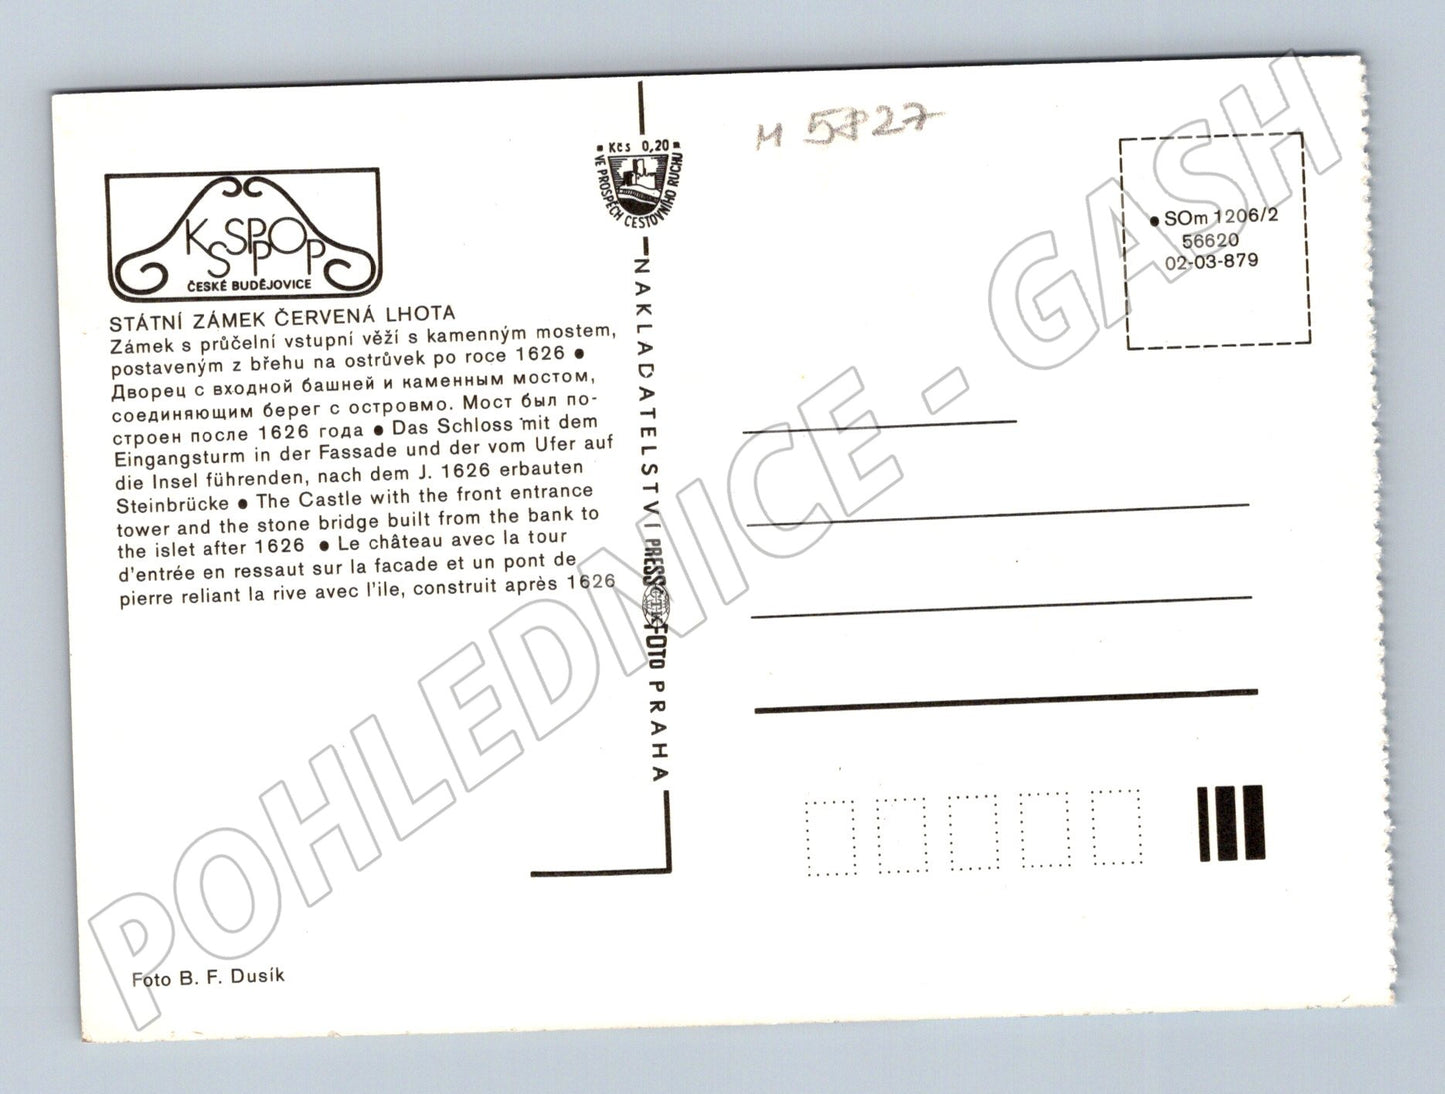 KSSPPOP
ČESKÉ BUDĚJOVICE
STÁTNÍ ZÁMEK ČERVENÁ LHOTA
Zámek s průčelní vstupní věží s kamenným mostem,
postaveným z břehu na ostrůvek po roce 1626 ●
Дворец с входной башней и каменным мостом,
соединяющим берег с островмо. Мост был по-
строен после 1626 года ● Das Schloss mit dem
Eingangsturm in der Fassade und der vom Ufer auf
die Insel führenden, nach dem J. 1626 erbauten
Steinbrücke ● The Castle with the front entrance
tower and the stone bridge built from the bank to
the islet after 1626 ● Le château avec la tour
d'entrée en ressaut sur la facade et un pont de
pierre reliant la rive avec l'ile, construit après 1626
Foto B. F. Dusík
Kčs 0,20
VE PROSPĚCH CESTOVNÍHO RUCHU
NAKLADATELSTVÍ PRESSFOTO PRAHA
ČTK
M 5827
● SOm 1206/2
56620
02-03-879
POHLEDNICE - GASH